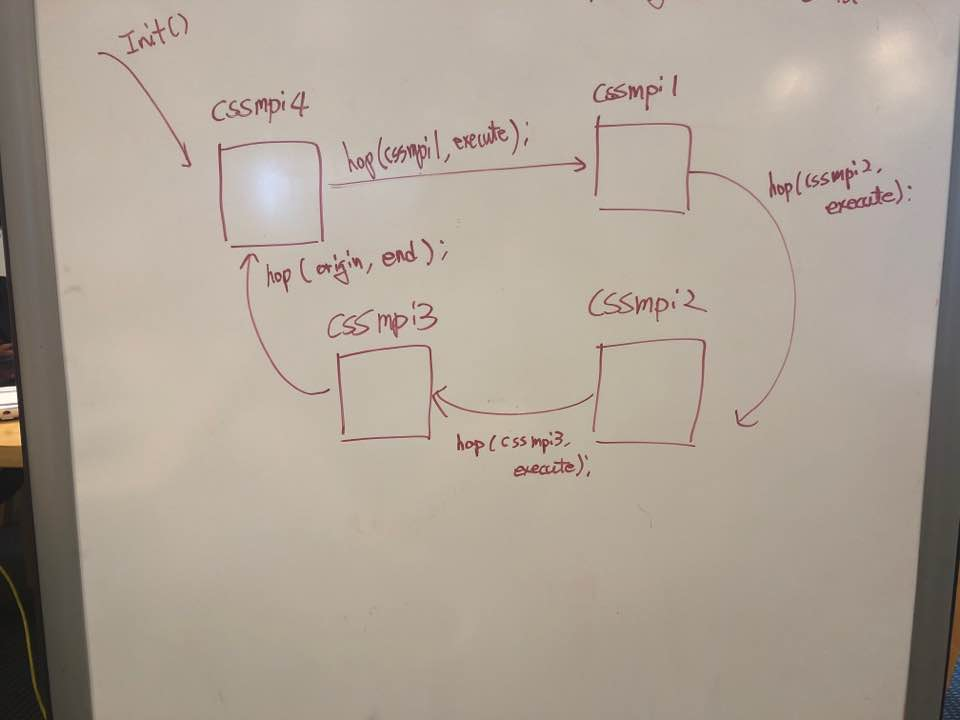 Init()
cssmpi4
cssmpi1
hop(cssmpi1, execute);
hop(cssmpi2,
execute);
hop(origin, end);
cssmpi3
cssmpi2
hop(cssmpi3,
execute);